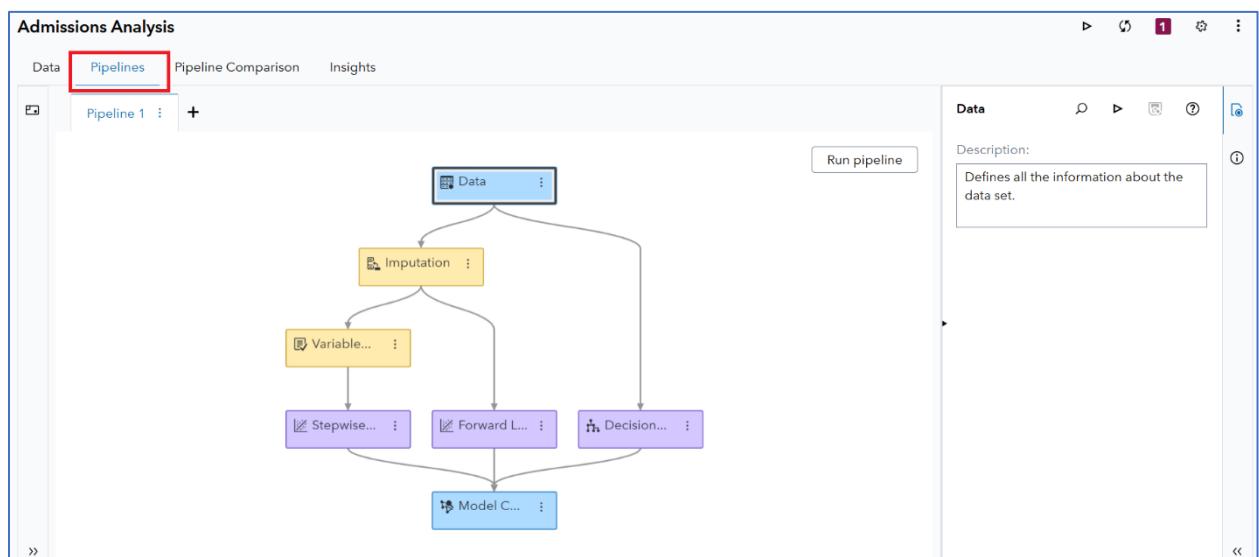 Admissions Analysis
1
Data Pipelines Pipeline Comparison Insights
Pipeline 1
Run pipeline
Data
Imputation
Variable...
Stepwise... Forward L... Decision...
Model C...
Data
Description:
Defines all the information about the
data set.